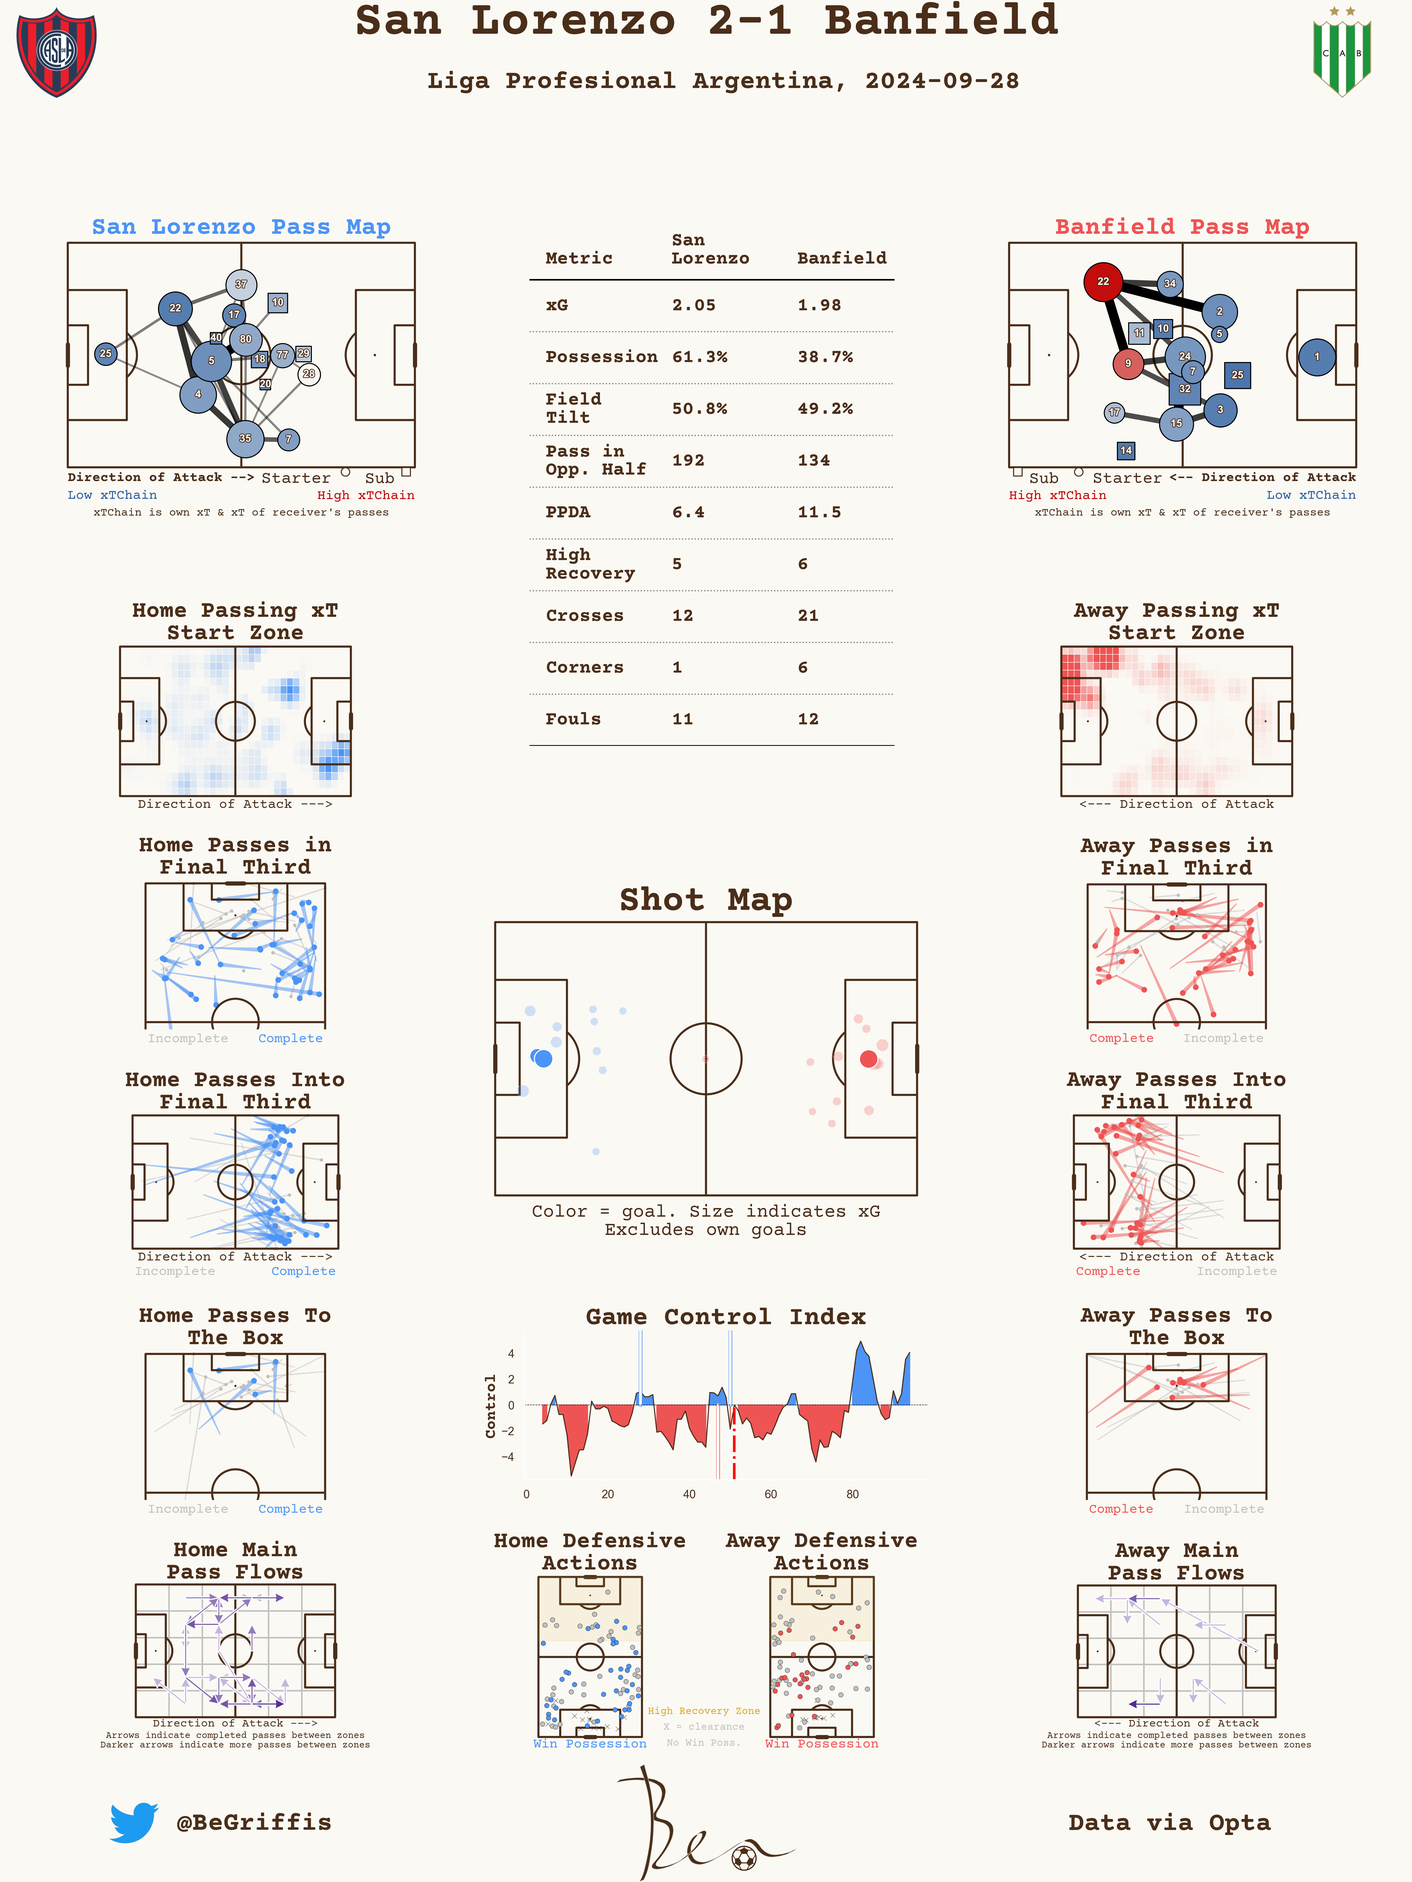 San Lorenzo 2-1 Banfield
Liga Profesional Argentina, 2024-09-28
CASLA
C A B
San Lorenzo Pass Map
37
10
22
17
40
80
25
5
18
77
29
28
20
4
35
7
Direction of Attack --> Starter Sub
Low xTChain High xTChain
xTChain is own xT & xT of receiver's passes
Metric San Lorenzo Banfield
xG 2.05 1.98
Possession 61.3% 38.7%
Field Tilt 50.8% 49.2%
Pass in Opp. Half 192 134
PPDA 6.4 11.5
High Recovery 5 6
Crosses 12 21
Corners 1 6
Fouls 11 12
Banfield Pass Map
22
34
2
11
10
5
24
1
9
7
25
32
17
3
15
14
Sub Starter <-- Direction of Attack
High xTChain Low xTChain
xTChain is own xT & xT of receiver's passes
Home Passing xT
Start Zone
Direction of Attack --->
Away Passing xT
Start Zone
<--- Direction of Attack
Home Passes in
Final Third
Incomplete Complete
Away Passes in
Final Third
Complete Incomplete
Shot Map
Color = goal. Size indicates xG
Excludes own goals
Home Passes Into
Final Third
Direction of Attack --->
Incomplete Complete
Away Passes Into
Final Third
<--- Direction of Attack
Complete Incomplete
Home Passes To
The Box
Incomplete Complete
Game Control Index
Control
4
2
0
−2
−4
0 20 40 60 80
Away Passes To
The Box
Complete Incomplete
Home Main
Pass Flows
Direction of Attack --->
Arrows indicate completed passes between zones
Darker arrows indicate more passes between zones
Home Defensive
Actions
Win Possession
High Recovery Zone
X = clearance
No Win Poss.
Away Defensive
Actions
Win Possession
Away Main
Pass Flows
<--- Direction of Attack
Arrows indicate completed passes between zones
Darker arrows indicate more passes between zones
@BeGriffis
Ben
Data via Opta